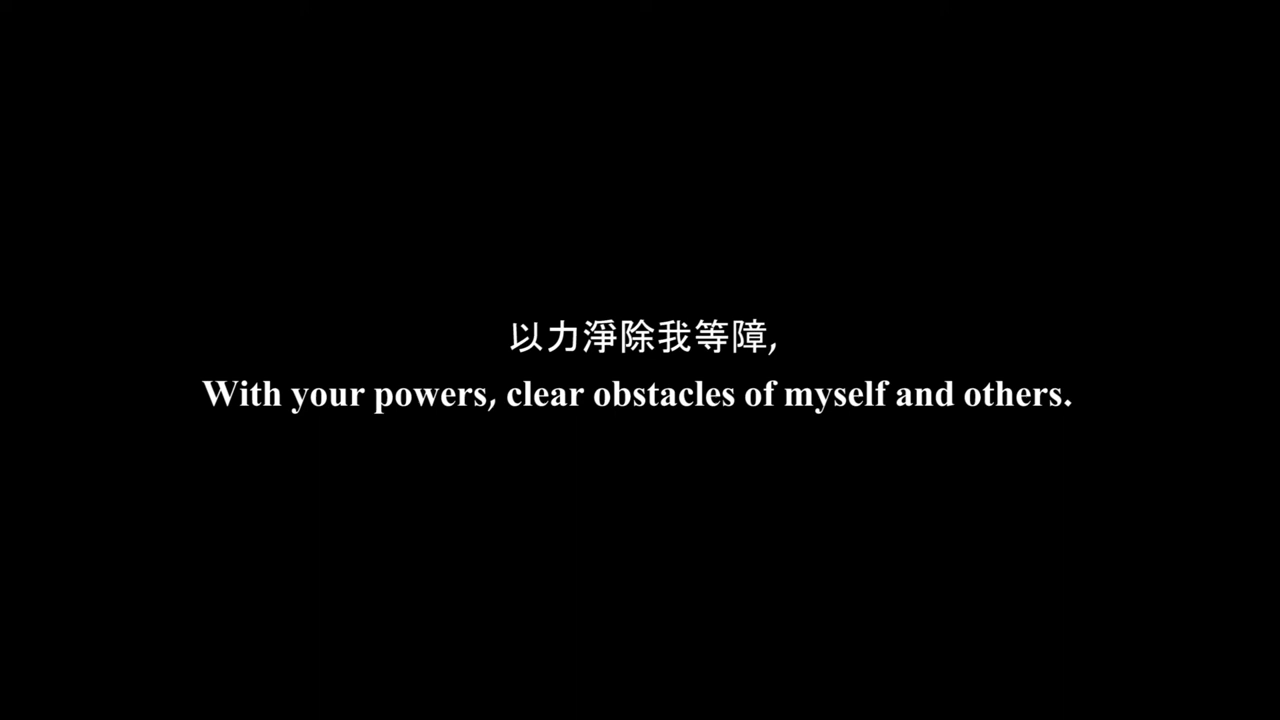 以力淨除我等障,
With your powers, clear obstacles of myself and others.